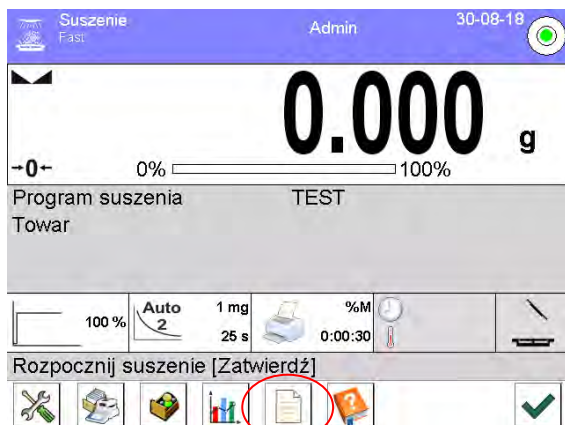 Suszenie
Fast
Admin
30-08-18
0.000 g
→0←
0% 100%
Program suszenia TEST
Towar
100 %
Auto 1 mg
2 25 s
%M
0:00:30
Rozpocznij suszenie [Zatwierdź]